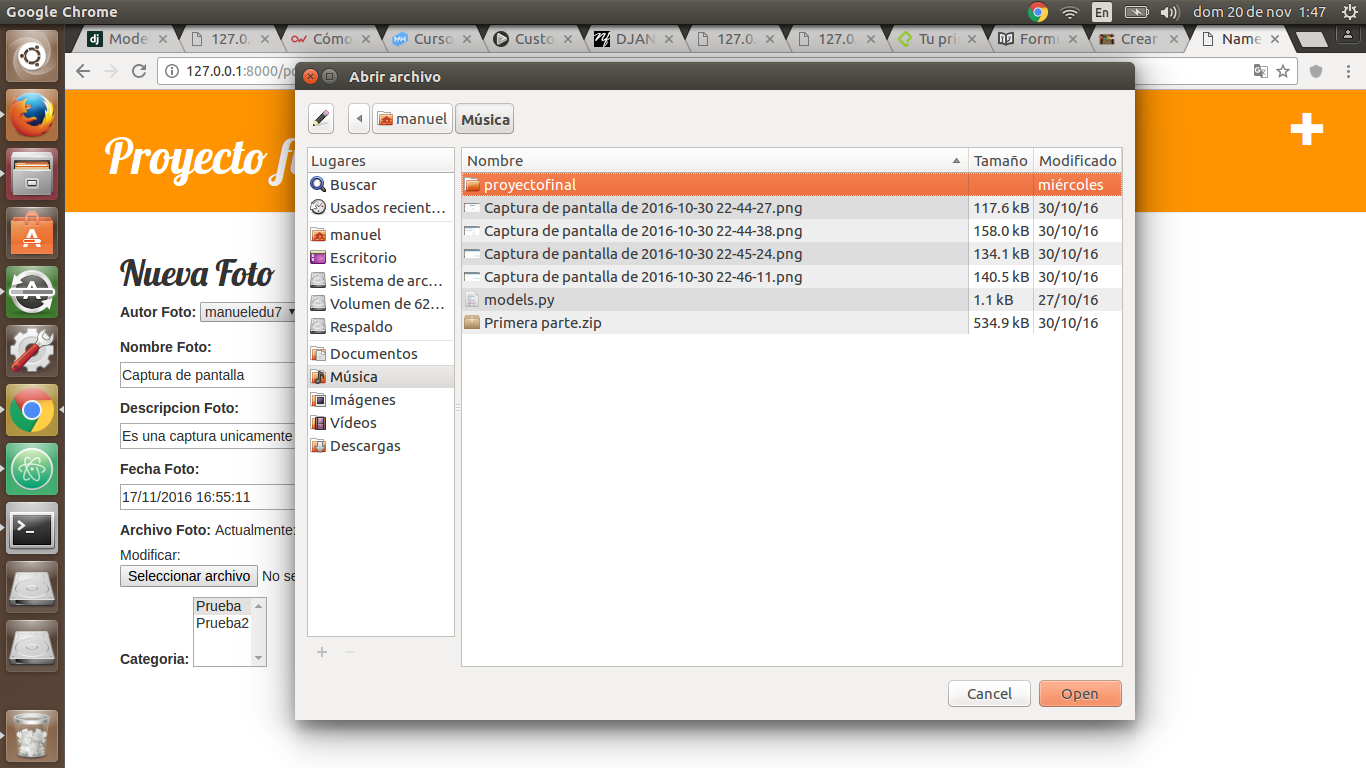 Google Chrome
En
dom 20 de nov 1:47
dj Mode
127.0.
Cómo
Curso
Custo
DJAN
127.0.
127.0.
Tu pri
Formu
Crear
Name
127.0.0.1:8000/po
Abrir archivo
manuel
Música
Proyecto f
Nueva Foto
Autor Foto: manueledu7
Nombre Foto:
Captura de pantalla
Descripcion Foto:
Es una captura unicamente
Fecha Foto:
17/11/2016 16:55:11
Archivo Foto: Actualmente:
Modificar:
Seleccionar archivo No se
Prueba
Prueba2
Categoria:
Lugares
Buscar
Usados recient...
manuel
Escritorio
Sistema de arc...
Volumen de 62...
Respaldo
Documentos
Música
Imágenes
Vídeos
Descargas
Nombre Tamaño Modificado
proyectofinal miércoles
Captura de pantalla de 2016-10-30 22-44-27.png 117.6 kB 30/10/16
Captura de pantalla de 2016-10-30 22-44-38.png 158.0 kB 30/10/16
Captura de pantalla de 2016-10-30 22-45-24.png 134.1 kB 30/10/16
Captura de pantalla de 2016-10-30 22-46-11.png 140.5 kB 30/10/16
models.py 1.1 kB 27/10/16
Primera parte.zip 534.9 kB 30/10/16
Cancel
Open